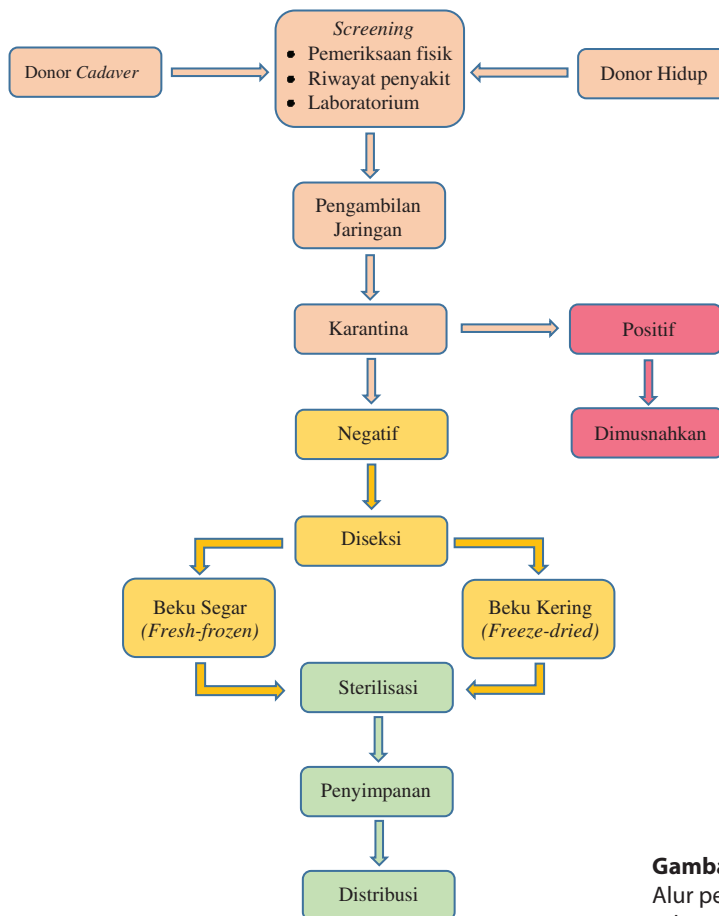 Screening
• Pemeriksaan fisik
• Riwayat penyakit
• Laboratorium
Donor Cadaver
Donor Hidup
Pengambilan
Jaringan
Karantina
Positif
Negatif
Dimusnahkan
Diseksi
Beku Segar
(Fresh-frozen)
Beku Kering
(Freeze-dried)
Sterilisasi
Penyimpanan
Distribusi
Alur